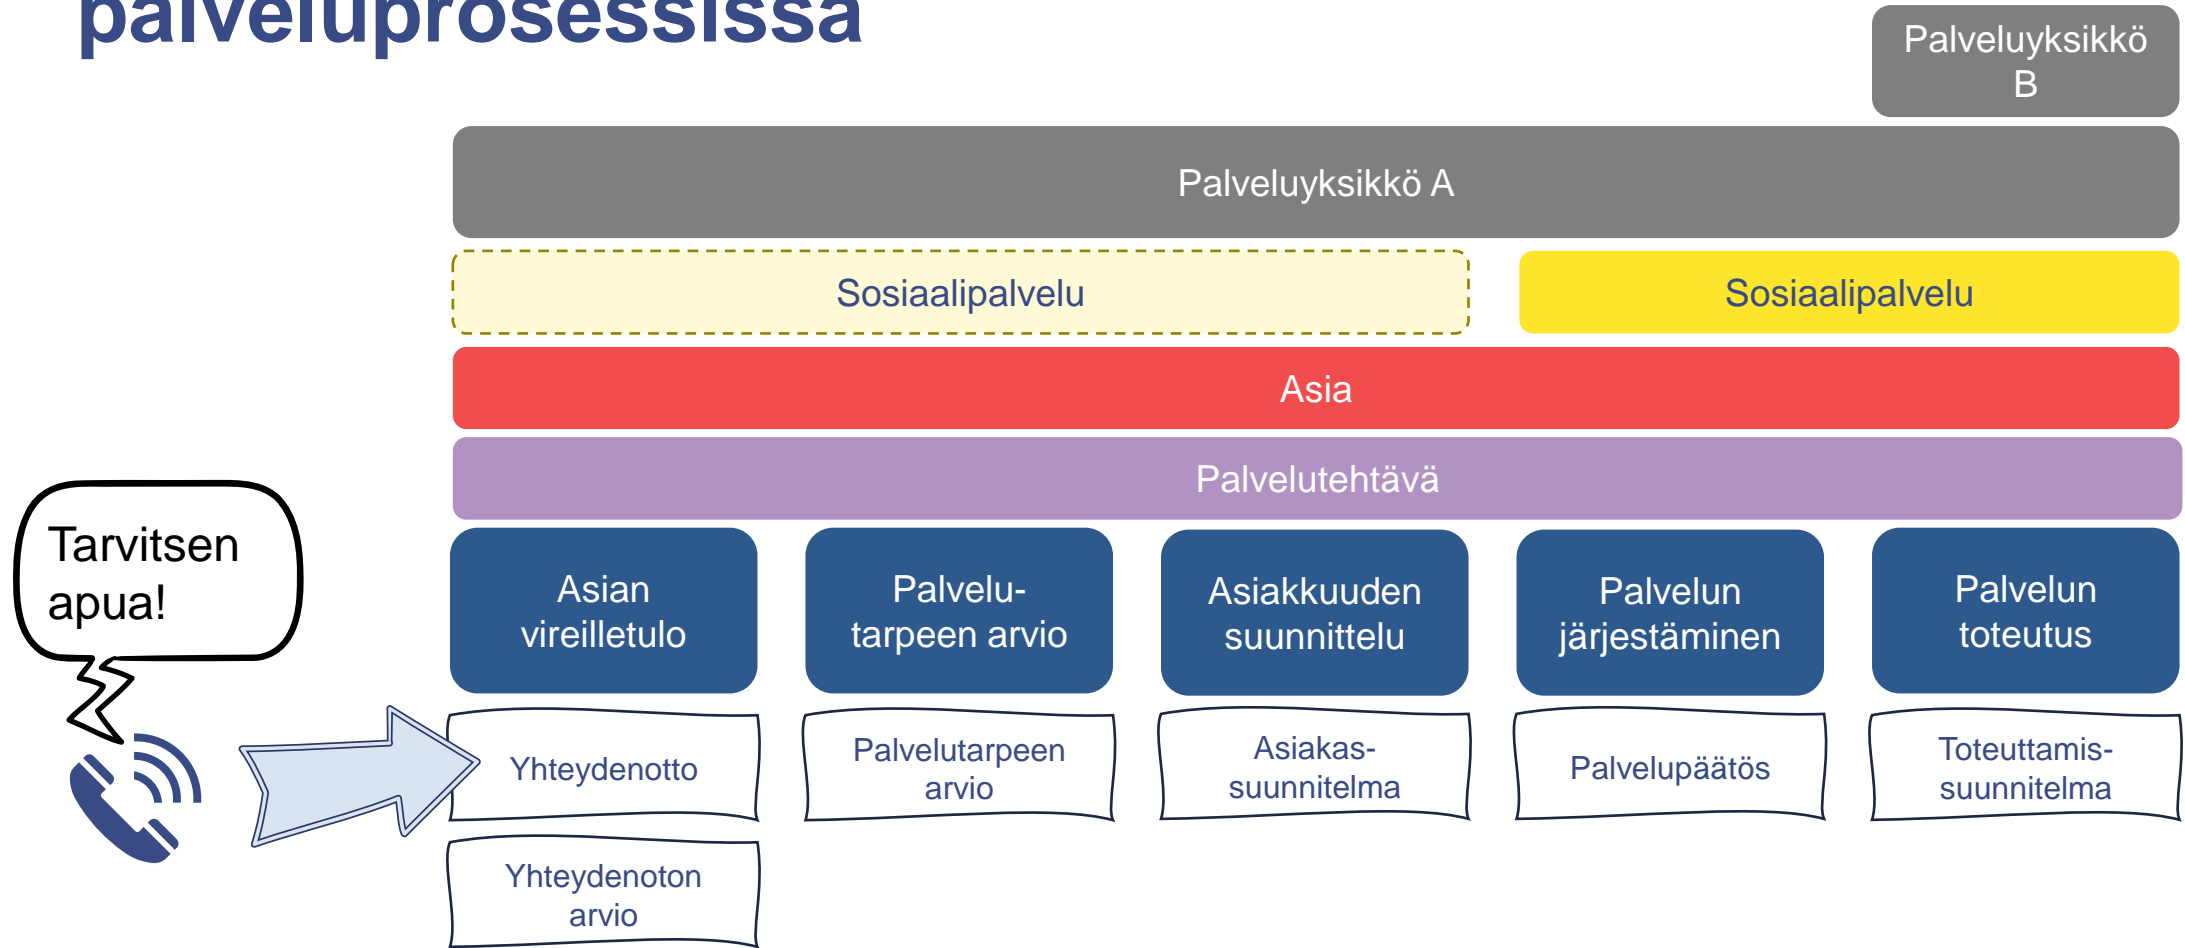 palveluprosessissa
Palveluyksikkö
B
Palveluyksikkö A
Sosiaalipalvelu
Sosiaalipalvelu
Asia
Palvelutehtävä
Tarvitsen
apua!
Asian
vireilletulo
Palvelu-
tarpeen arvio
Asiakkuuden
suunnittelu
Palvelun
järjestäminen
Palvelun
toteutus
Yhteydenotto
Palvelutarpeen
arvio
Asiakas-
suunnitelma
Palvelupäätös
Toteuttamis-
suunnitelma
Yhteydenoton
arvio